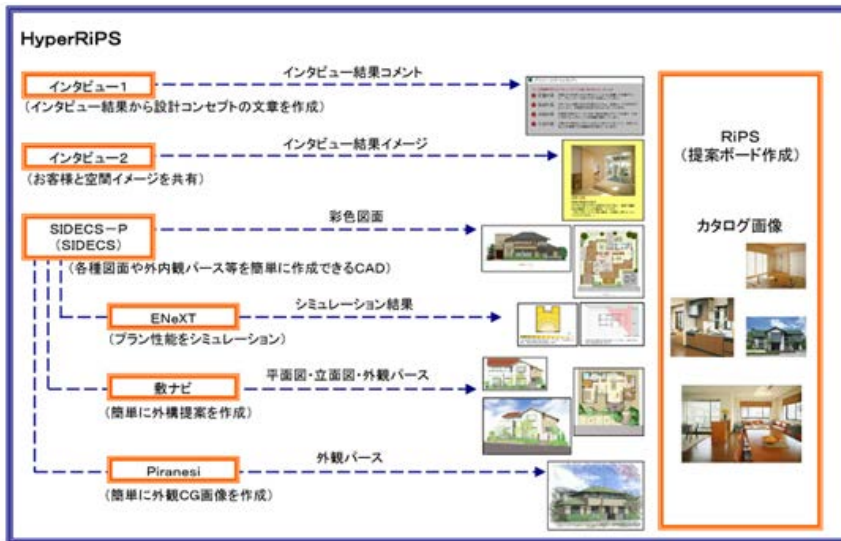 HyperRiPS
インタビュー1
インタビュー結果コメント
(インタビュー結果から設計コンセプトの文章を作成)
インタビュー2
インタビュー結果イメージ
(お客様と空間イメージを共有)
SIDECS-P
(SIDECS)
彩色図面
(各種図面や外内観パース等を簡単に作成できるCAD)
ENeXT
シミュレーション結果
(プラン性能をシミュレーション)
敷ナビ
平面図・立面図・外観パース
(簡単に外構提案を作成)
Piranesi
外観パース
(簡単に外観CG画像を作成)
RiPS
(提案ボード作成)
カタログ画像